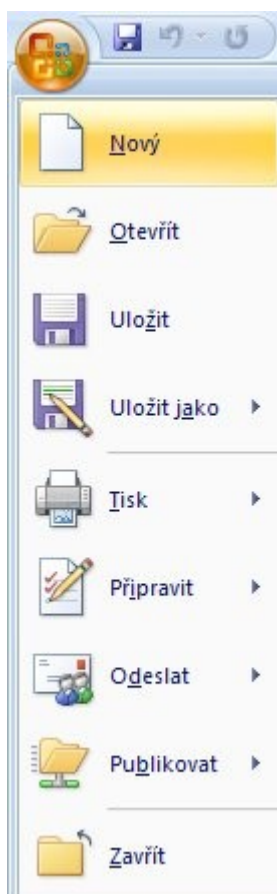 Nový
Otevřít
Uložit
Uložit jako
Tisk
Připravit
Odeslat
Publikovat
Zavřít